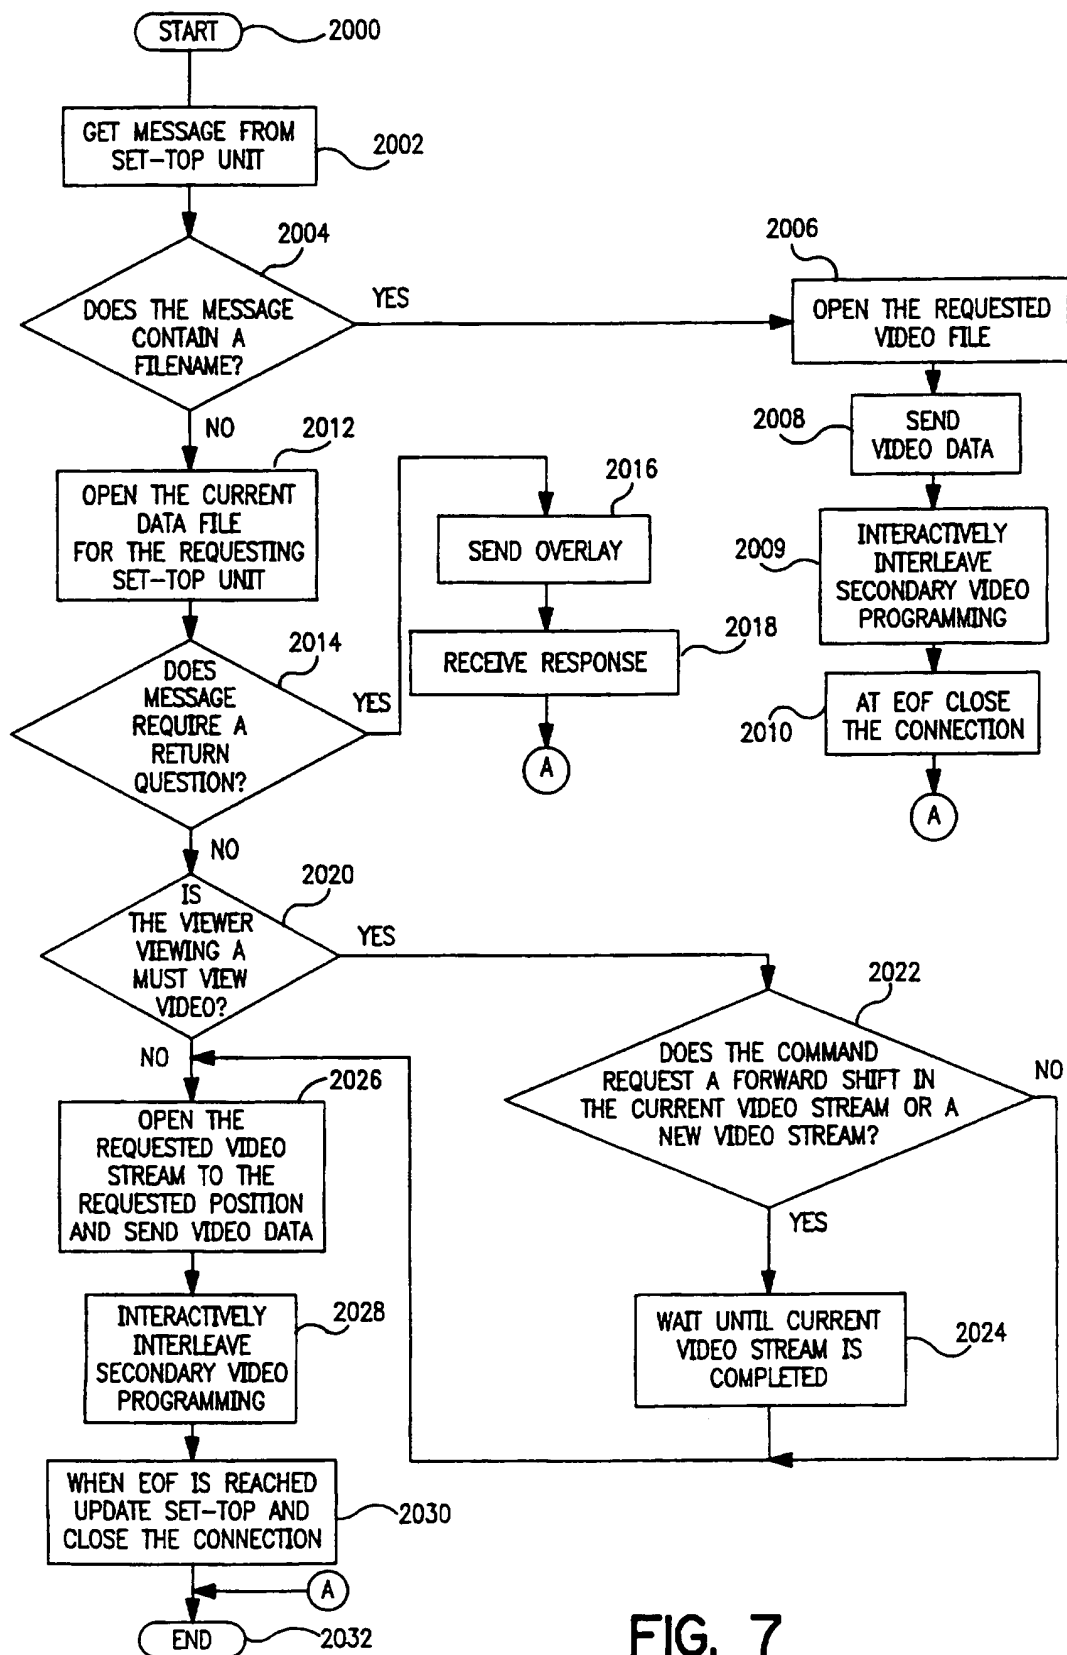 START
2000
GET MESSAGE FROM
SET-TOP UNIT
2002
2004
DOES THE MESSAGE
CONTAIN A
FILENAME?
YES
NO
2006
OPEN THE REQUESTED
VIDEO FILE
2008
SEND
VIDEO DATA
2009
INTERACTIVELY
INTERLEAVE
SECONDARY VIDEO
PROGRAMMING
2010
AT EOF CLOSE
THE CONNECTION
A
2012
OPEN THE CURRENT
DATA FILE
FOR THE REQUESTING
SET-TOP UNIT
2014
DOES
MESSAGE
REQUIRE A
RETURN
QUESTION?
YES
NO
2016
SEND OVERLAY
2018
RECEIVE RESPONSE
A
2020
IS
THE VIEWER
VIEWING A
MUST VIEW
VIDEO?
YES
NO
2022
DOES THE COMMAND
REQUEST A FORWARD SHIFT IN
THE CURRENT VIDEO STREAM OR A
NEW VIDEO STREAM?
NO
YES
WAIT UNTIL CURRENT
VIDEO STREAM IS
COMPLETED
2024
2026
OPEN THE
REQUESTED VIDEO
STREAM TO THE
REQUESTED POSITION
AND SEND VIDEO DATA
2028
INTERACTIVELY
INTERLEAVE
SECONDARY VIDEO
PROGRAMMING
WHEN EOF IS REACHED
UPDATE SET-TOP AND
CLOSE THE CONNECTION
2030
A
END
2032
FIG. 7